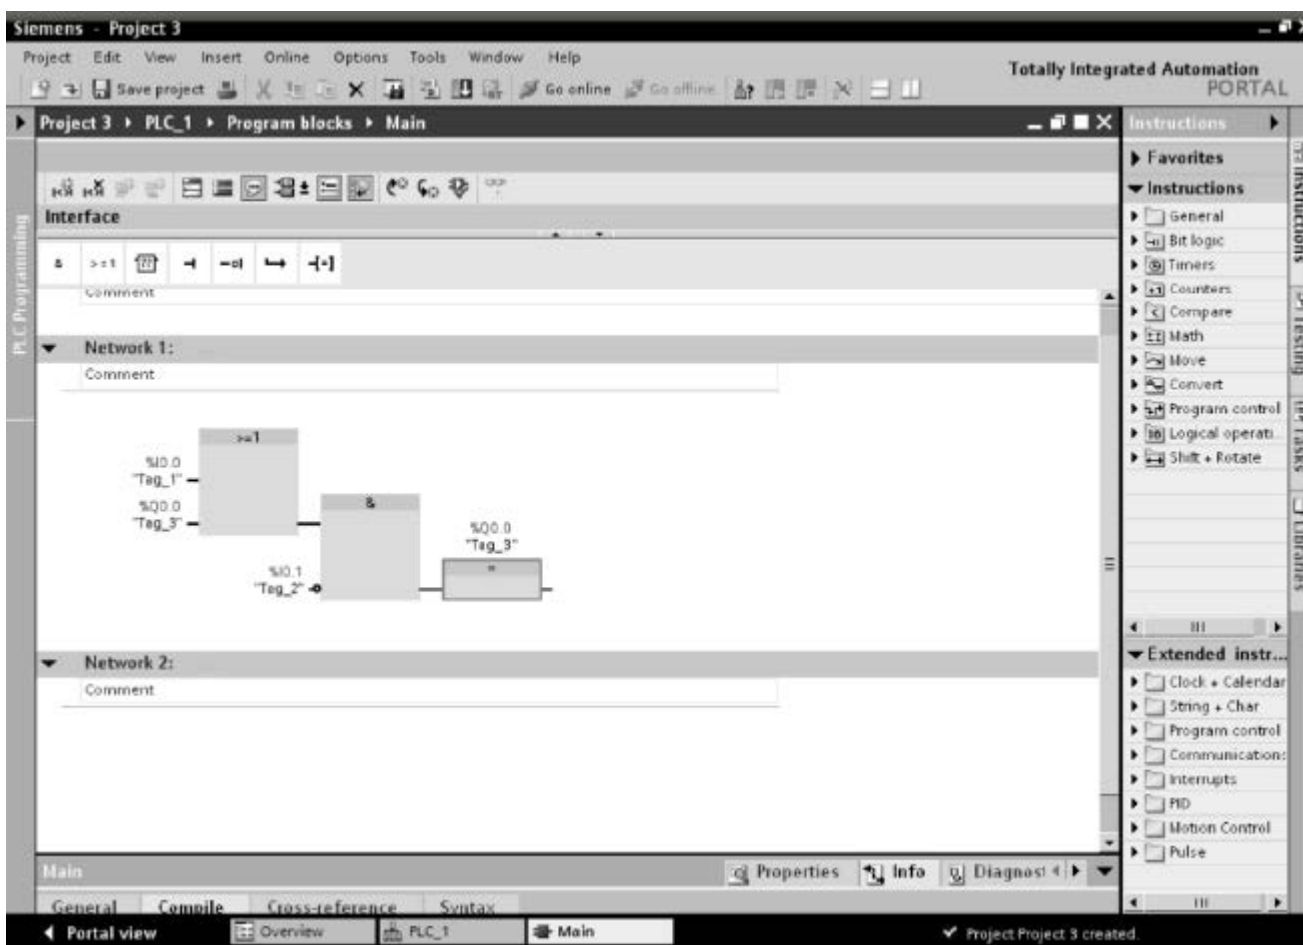 Siemens - Project 3
Project Edit View Insert Online Options Tools Window Help
Totally Integrated Automation
PORTAL
Save project Go online Go offline
Project 3 PLC_1 Program blocks Main
Instructions
Favorites
Instructions
Interface
General
Bit logic
Timers
Counters
Compare
Math
Move
Convert
Program control
Logical operati
Shift + Rotate
& >=1 ??
Comment
Network 1:
Comment
>=1
%I0.0
"Tag_1"
%Q0.0
"Tag_3"
&
%I0.1
"Tag_2"
%Q0.0
"Tag_3"
=
Network 2:
Comment
Extended instr...
Clock + Calendar
String + Char
Program control
Communications
Interrupts
PID
Motion Control
Pulse
PLC Programming
Instructions
Testing
Tasks
Libraries
Main
Properties Info Diagnost
General Compile Cross-reference Syntax
Portal view Overview PLC_1 Main
Project Project 3 created.